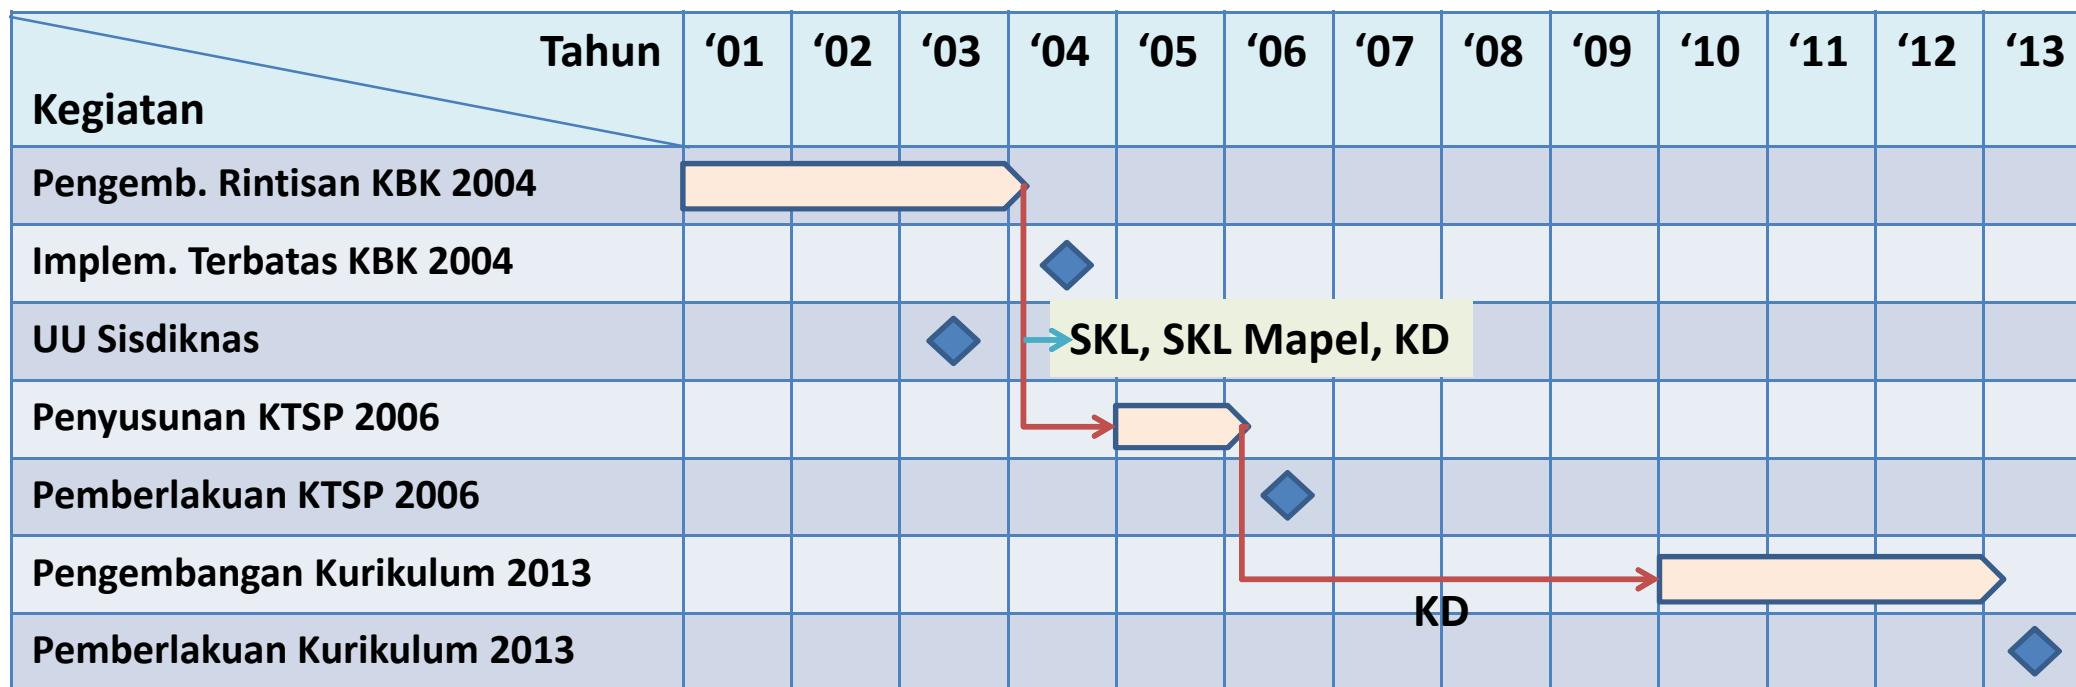 Tahun ‘01 ‘02 ‘03 ‘04 ‘05 ‘06 ‘07 ‘08 ‘09 ‘10 ‘11 ‘12 ‘13
Kegiatan
Pengemb. Rintisan KBK 2004
Implem. Terbatas KBK 2004
UU Sisdiknas
SKL, SKL Mapel, KD
Penyusunan KTSP 2006
Pemberlakuan KTSP 2006
Pengembangan Kurikulum 2013
KD
Pemberlakuan Kurikulum 2013